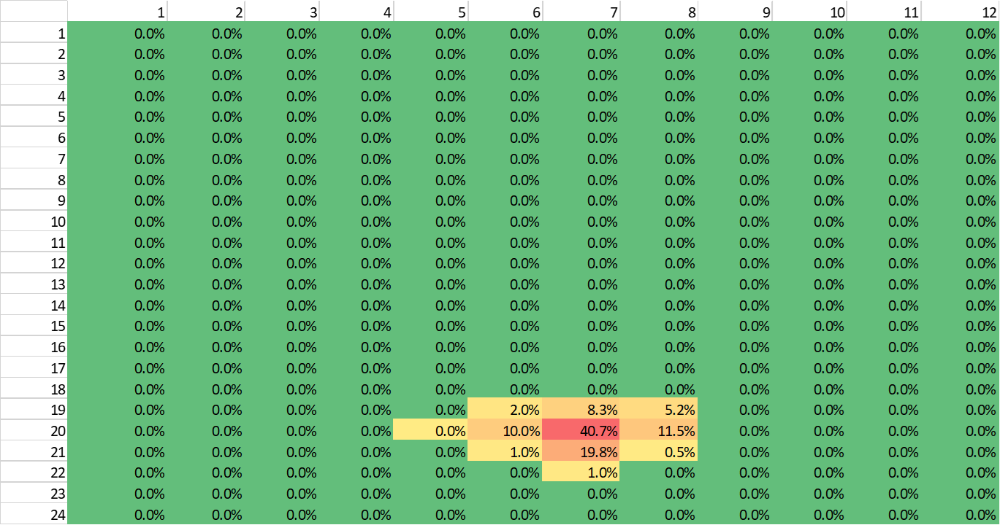 1 2 3 4 5 6 7 8 9 10 11 12
1 0.0% 0.0% 0.0% 0.0% 0.0% 0.0% 0.0% 0.0% 0.0% 0.0% 0.0% 0.0%
2 0.0% 0.0% 0.0% 0.0% 0.0% 0.0% 0.0% 0.0% 0.0% 0.0% 0.0% 0.0%
3 0.0% 0.0% 0.0% 0.0% 0.0% 0.0% 0.0% 0.0% 0.0% 0.0% 0.0% 0.0%
4 0.0% 0.0% 0.0% 0.0% 0.0% 0.0% 0.0% 0.0% 0.0% 0.0% 0.0% 0.0%
5 0.0% 0.0% 0.0% 0.0% 0.0% 0.0% 0.0% 0.0% 0.0% 0.0% 0.0% 0.0%
6 0.0% 0.0% 0.0% 0.0% 0.0% 0.0% 0.0% 0.0% 0.0% 0.0% 0.0% 0.0%
7 0.0% 0.0% 0.0% 0.0% 0.0% 0.0% 0.0% 0.0% 0.0% 0.0% 0.0% 0.0%
8 0.0% 0.0% 0.0% 0.0% 0.0% 0.0% 0.0% 0.0% 0.0% 0.0% 0.0% 0.0%
9 0.0% 0.0% 0.0% 0.0% 0.0% 0.0% 0.0% 0.0% 0.0% 0.0% 0.0% 0.0%
10 0.0% 0.0% 0.0% 0.0% 0.0% 0.0% 0.0% 0.0% 0.0% 0.0% 0.0% 0.0%
11 0.0% 0.0% 0.0% 0.0% 0.0% 0.0% 0.0% 0.0% 0.0% 0.0% 0.0% 0.0%
12 0.0% 0.0% 0.0% 0.0% 0.0% 0.0% 0.0% 0.0% 0.0% 0.0% 0.0% 0.0%
13 0.0% 0.0% 0.0% 0.0% 0.0% 0.0% 0.0% 0.0% 0.0% 0.0% 0.0% 0.0%
14 0.0% 0.0% 0.0% 0.0% 0.0% 0.0% 0.0% 0.0% 0.0% 0.0% 0.0% 0.0%
15 0.0% 0.0% 0.0% 0.0% 0.0% 0.0% 0.0% 0.0% 0.0% 0.0% 0.0% 0.0%
16 0.0% 0.0% 0.0% 0.0% 0.0% 0.0% 0.0% 0.0% 0.0% 0.0% 0.0% 0.0%
17 0.0% 0.0% 0.0% 0.0% 0.0% 0.0% 0.0% 0.0% 0.0% 0.0% 0.0% 0.0%
18 0.0% 0.0% 0.0% 0.0% 0.0% 0.0% 0.0% 0.0% 0.0% 0.0% 0.0% 0.0%
19 0.0% 0.0% 0.0% 0.0% 0.0% 2.0% 8.3% 5.2% 0.0% 0.0% 0.0% 0.0%
20 0.0% 0.0% 0.0% 0.0% 0.0% 10.0% 40.7% 11.5% 0.0% 0.0% 0.0% 0.0%
21 0.0% 0.0% 0.0% 0.0% 0.0% 1.0% 19.8% 0.5% 0.0% 0.0% 0.0% 0.0%
22 0.0% 0.0% 0.0% 0.0% 0.0% 0.0% 1.0% 0.0% 0.0% 0.0% 0.0% 0.0%
23 0.0% 0.0% 0.0% 0.0% 0.0% 0.0% 0.0% 0.0% 0.0% 0.0% 0.0% 0.0%
24 0.0% 0.0% 0.0% 0.0% 0.0% 0.0% 0.0% 0.0% 0.0% 0.0% 0.0% 0.0%